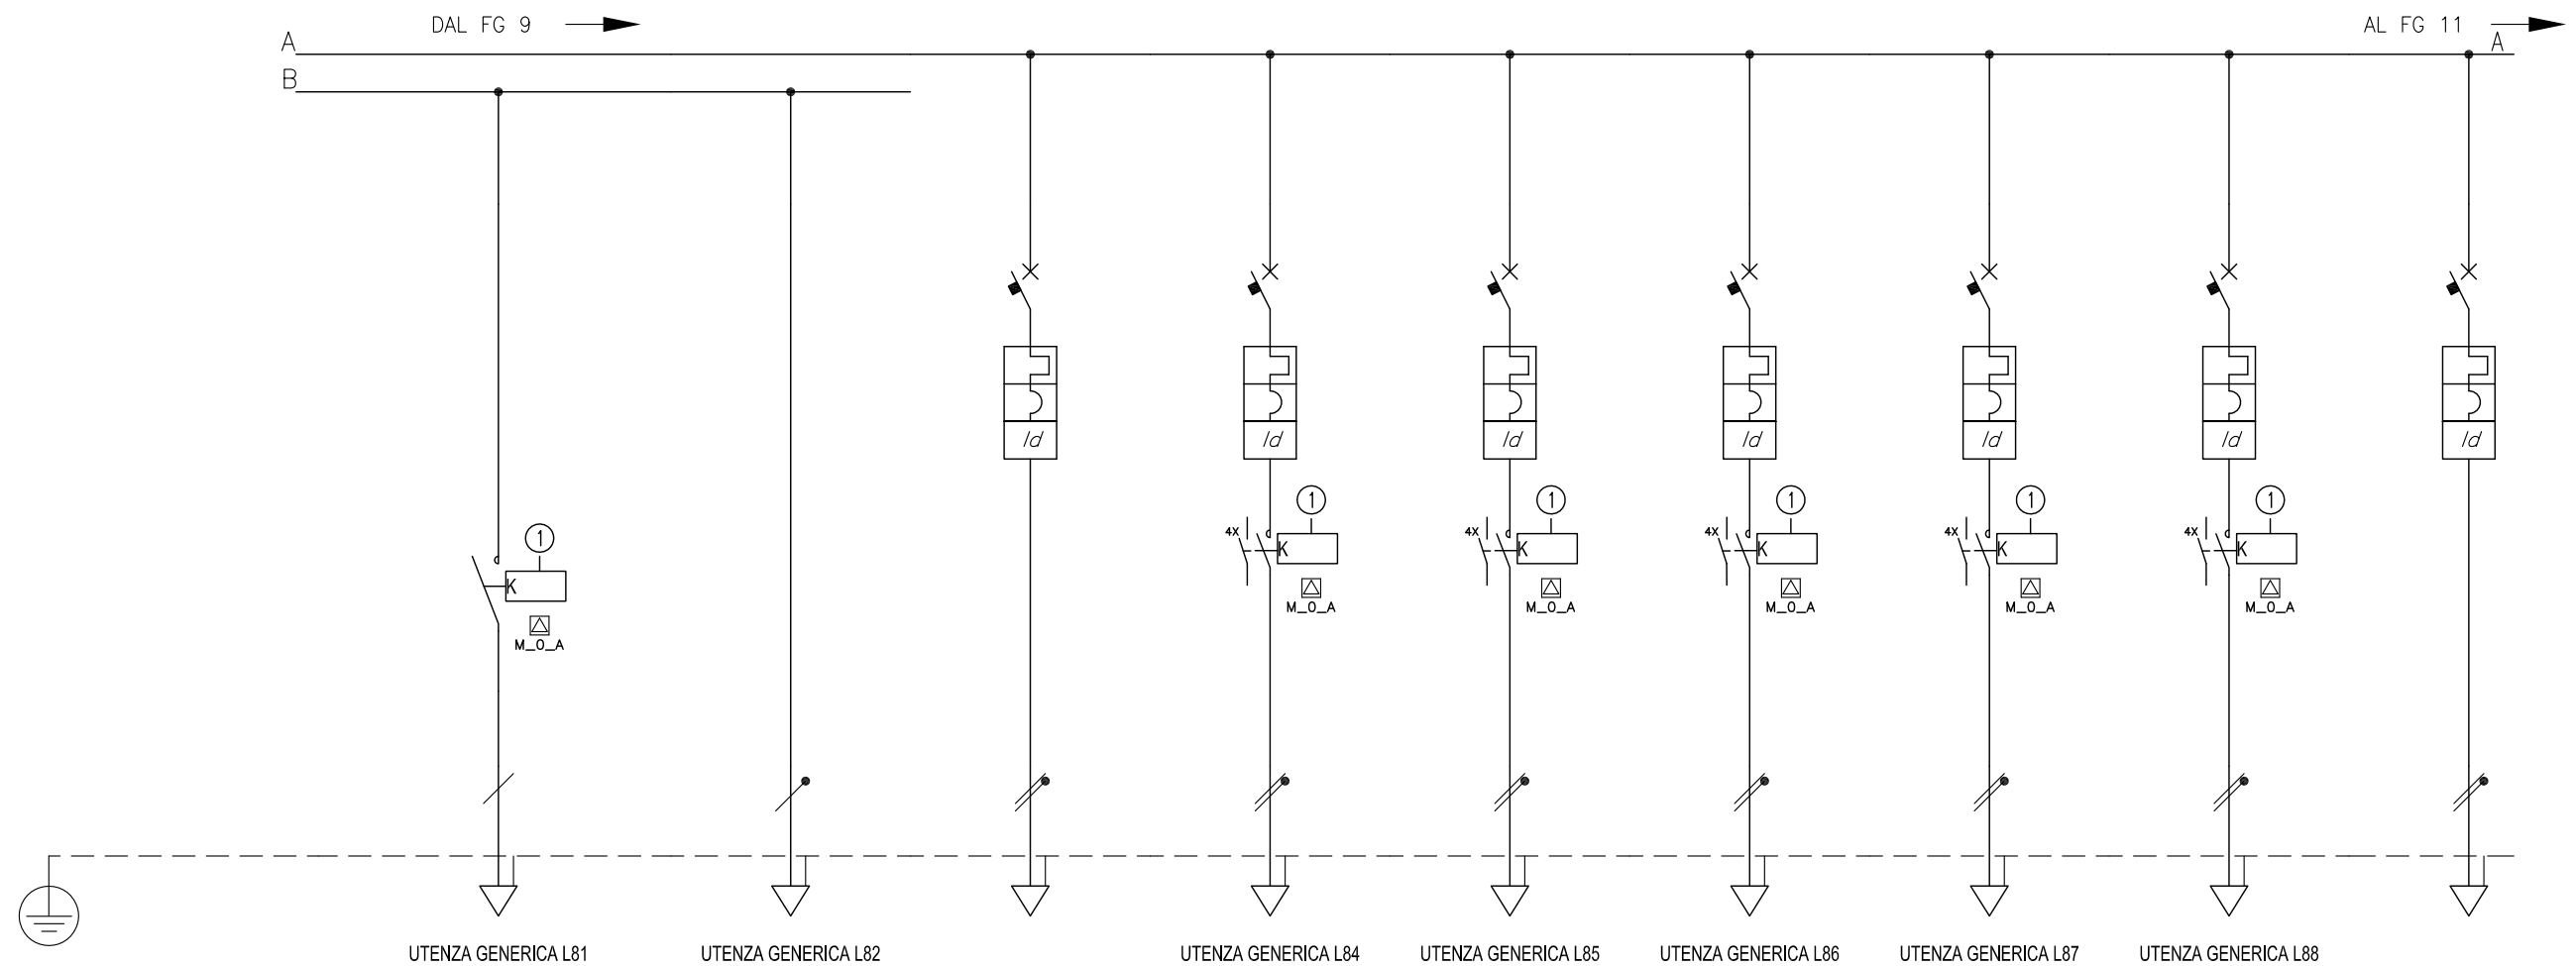 DAL FG 9
AL FG 11
A
A
B
Id
Id
Id
Id
Id
Id
Id
1
1
1
1
1
4X
4X
4X
4X
4X
K
K
K
K
K
1
K
M_O_A
M_O_A
M_O_A
M_O_A
M_O_A
M_O_A
UTENZA GENERICA L81
UTENZA GENERICA L82
UTENZA GENERICA L84
UTENZA GENERICA L85
UTENZA GENERICA L86
UTENZA GENERICA L87
UTENZA GENERICA L88